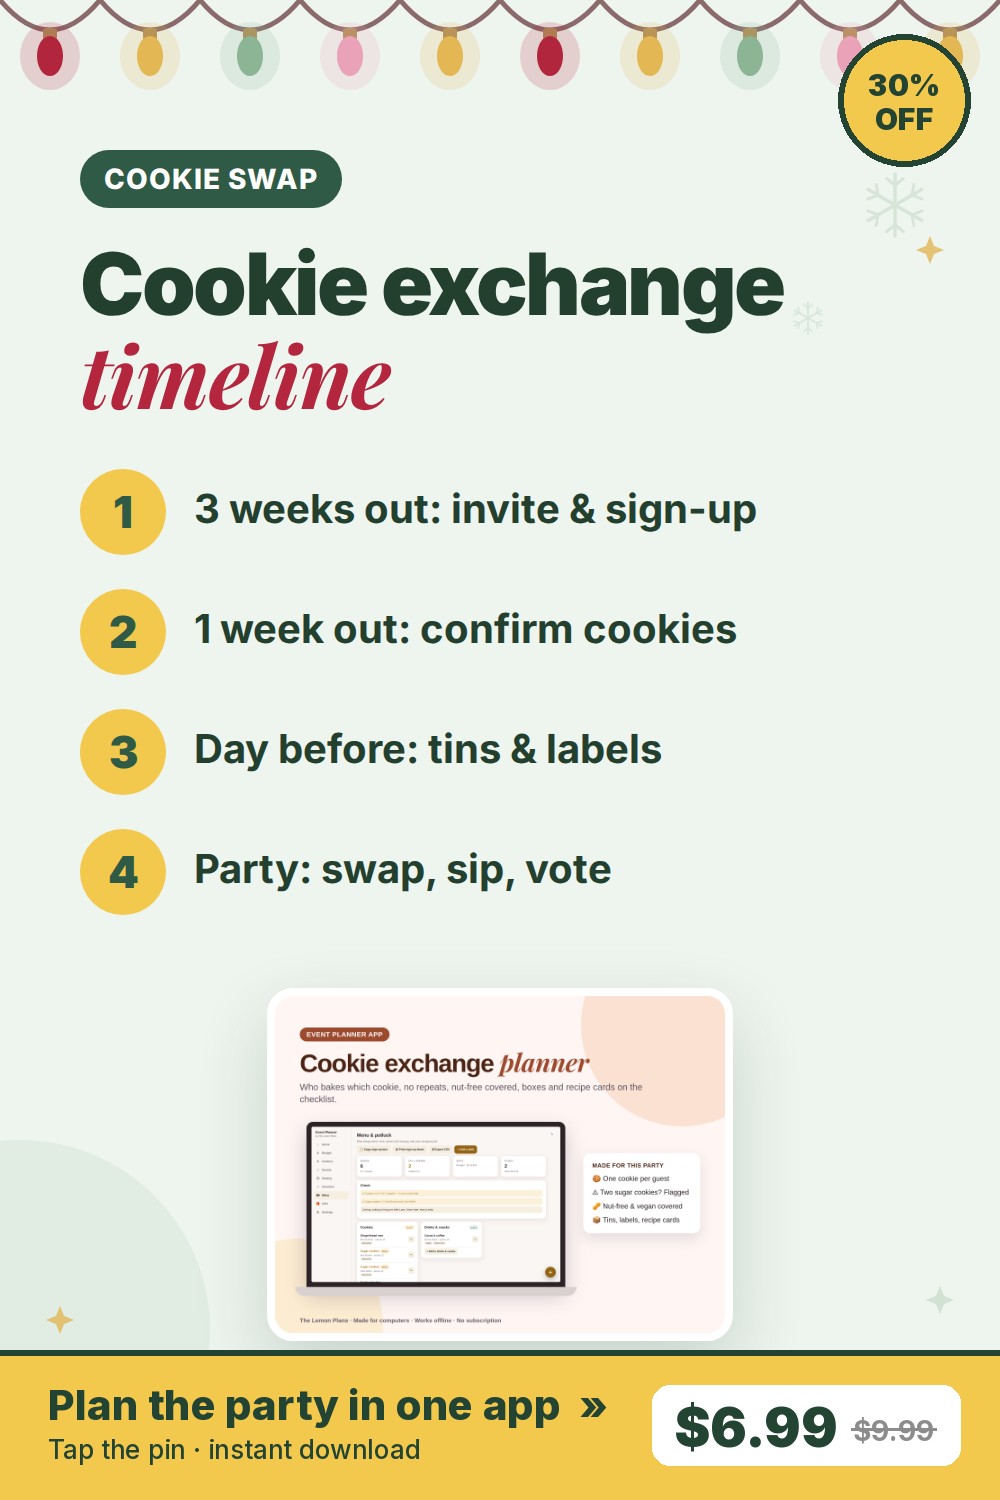 30%
OFF
COOKIE SWAP
Cookie exchange
timeline
1 3 weeks out: invite & sign-up
2 1 week out: confirm cookies
3 Day before: tins & labels
4 Party: swap, sip, vote
EVENT PLANNER APP
Cookie exchange planner
Who bakes which cookie, no repeats, nut-free covered, boxes and recipe cards on the
checklist.
Menu & potluck
Cookies
Drinks & snacks
MADE FOR THIS PARTY
One cookie per guest
Two sugar cookies? Flagged
Nut-free & vegan covered
Tins, labels, recipe cards
The Lemon Plans · Made for computers · Works offline · No subscription
Plan the party in one app »
Tap the pin · instant download
$6.99 $9.99